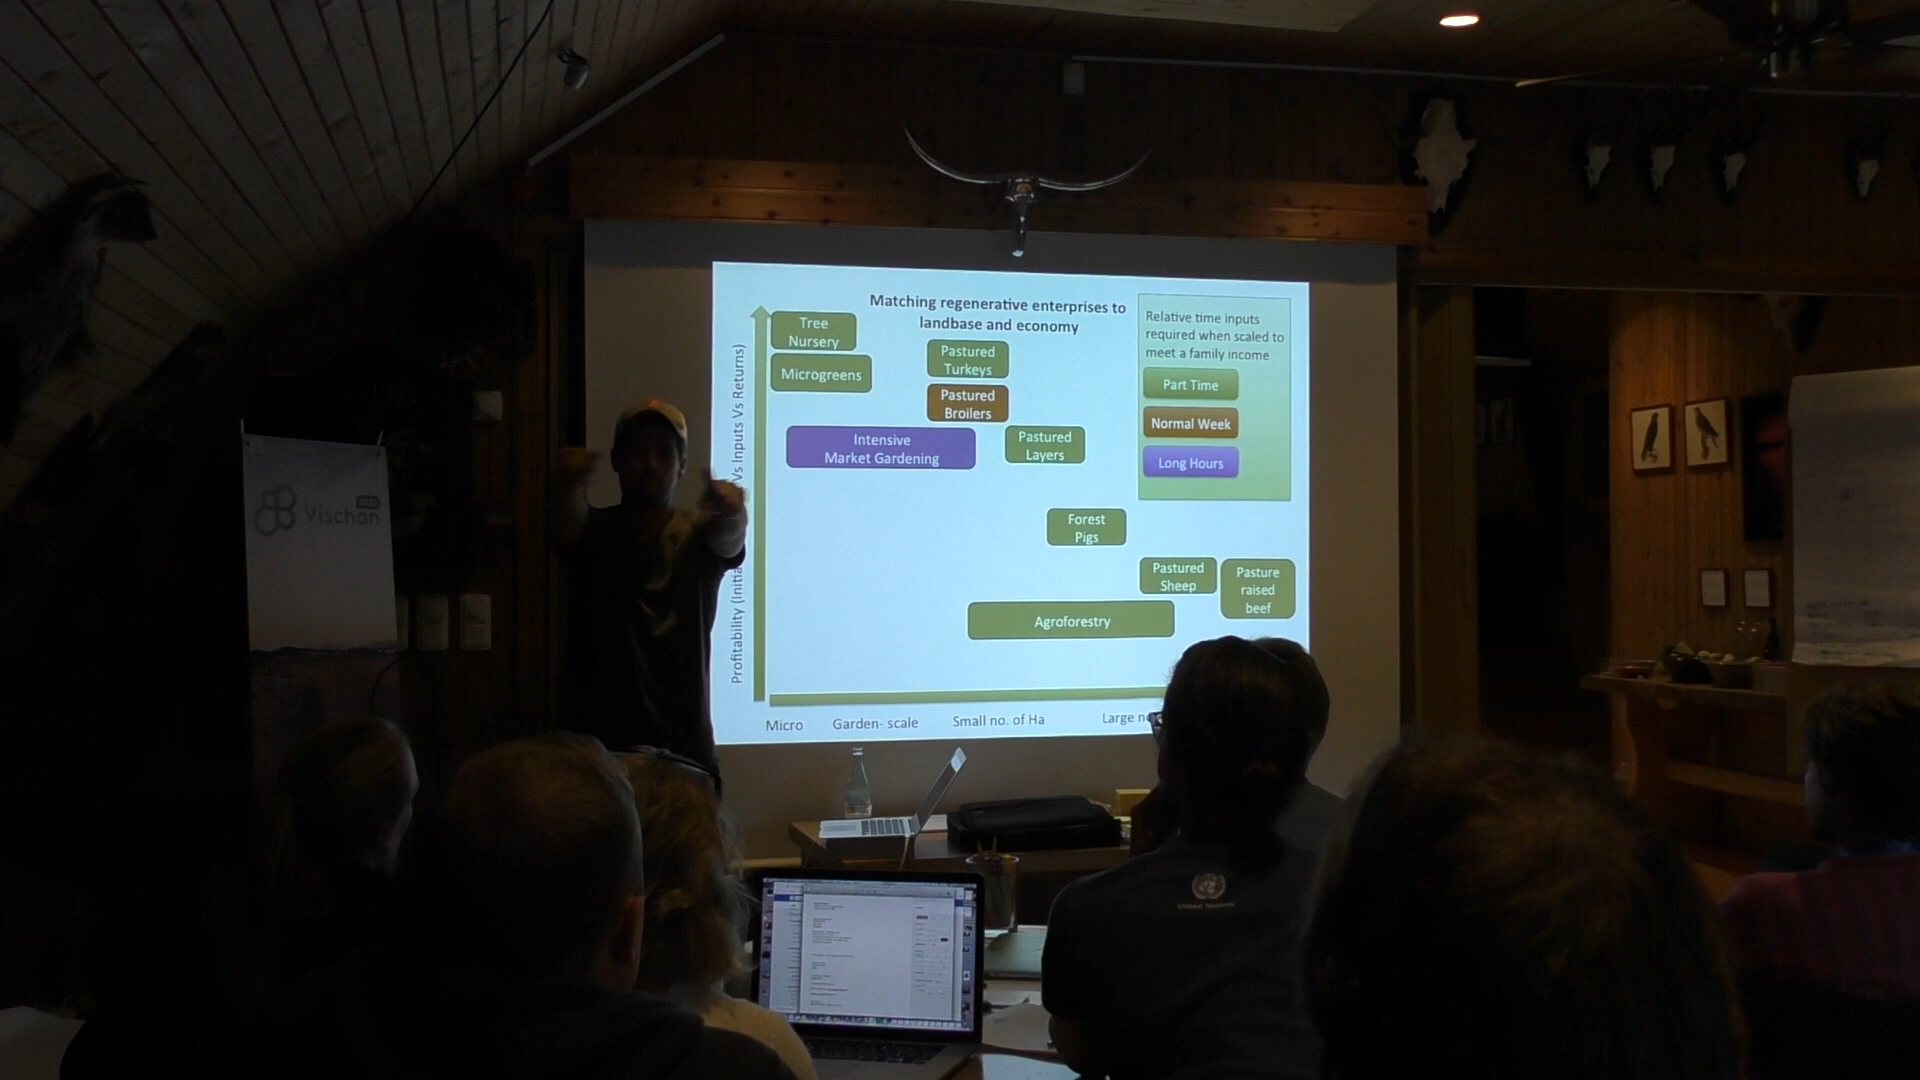 Matching regenerative enterprises to
landbase and economy
Profitability (Initia
Vs Inputs Vs Returns)
Tree
Nursery
Microgreens
Pastured
Turkeys
Pastured
Broilers
Intensive
Market Gardening
Pastured
Layers
Forest
Pigs
Pastured
Sheep
Pasture
raised
beef
Agroforestry
Relative time inputs
required when scaled to
meet a family income
Part Time
Normal Week
Long Hours
Micro
Garden- scale
Small no. of Ha
Large
Vischan
United Nations